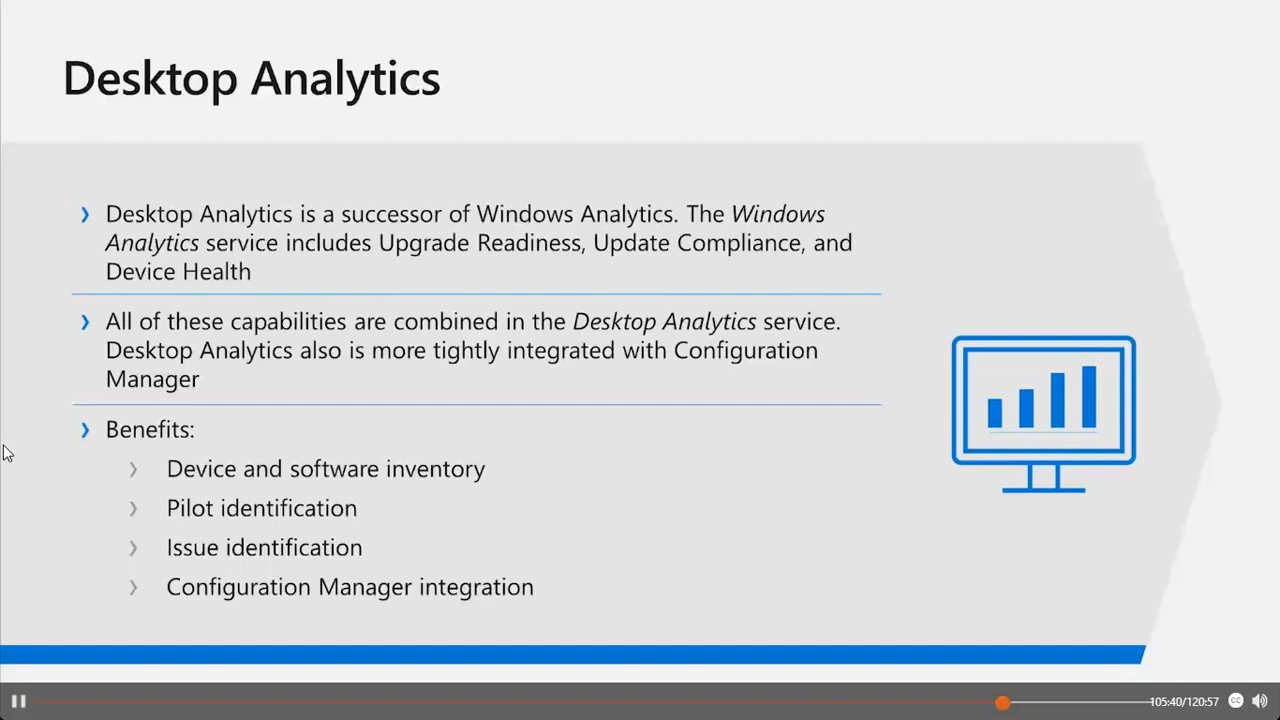 Desktop Analytics
Desktop Analytics is a successor of Windows Analytics. The Windows
Analytics service includes Upgrade Readiness, Update Compliance, and
Device Health
All of these capabilities are combined in the Desktop Analytics service.
Desktop Analytics also is more tightly integrated with Configuration
Manager
Benefits:
Device and software inventory
Pilot identification
Issue identification
Configuration Manager integration
105:40/120:57
CC